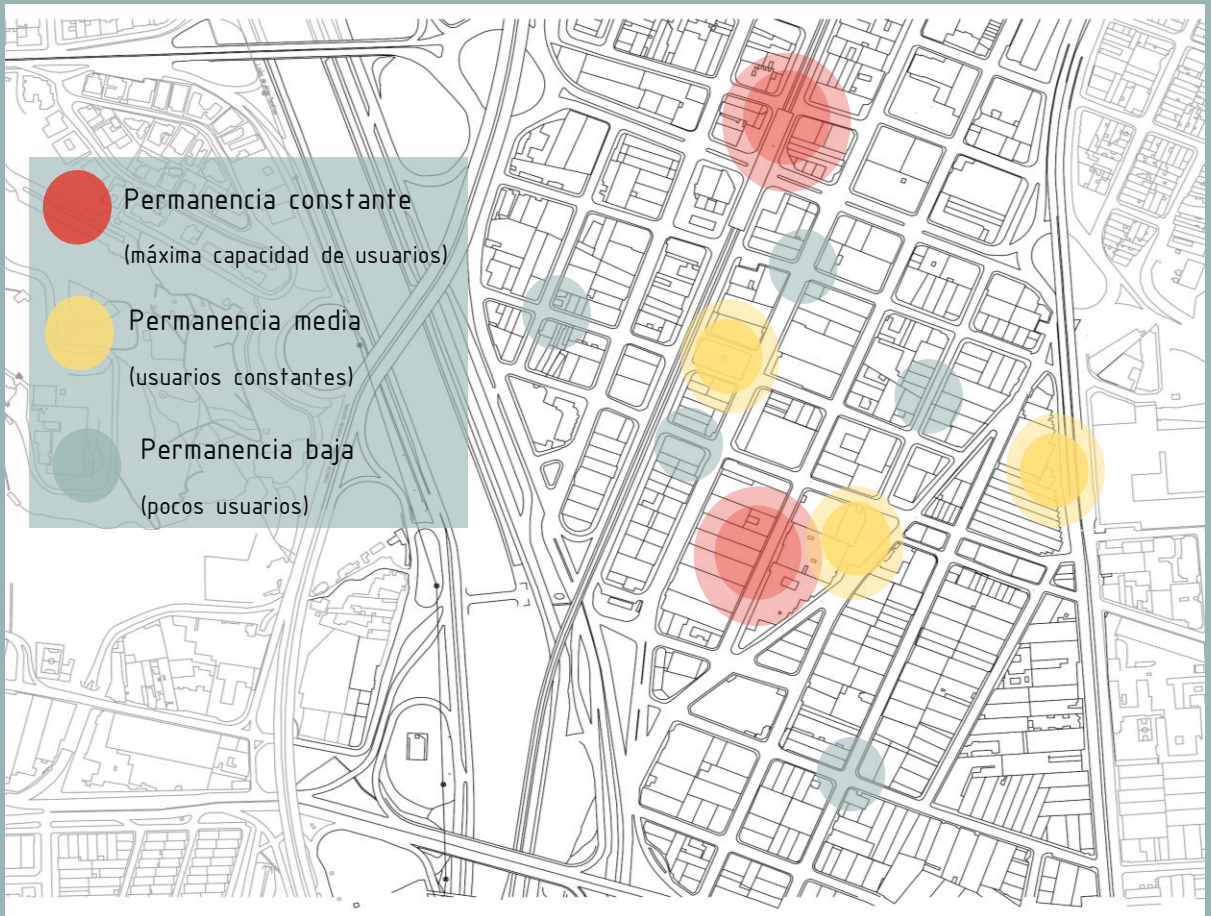 Permanencia constante
(máxima capacidad de usuarios)
Permanencia media
(usuarios constantes)
Permanencia baja
(pocos usuarios)